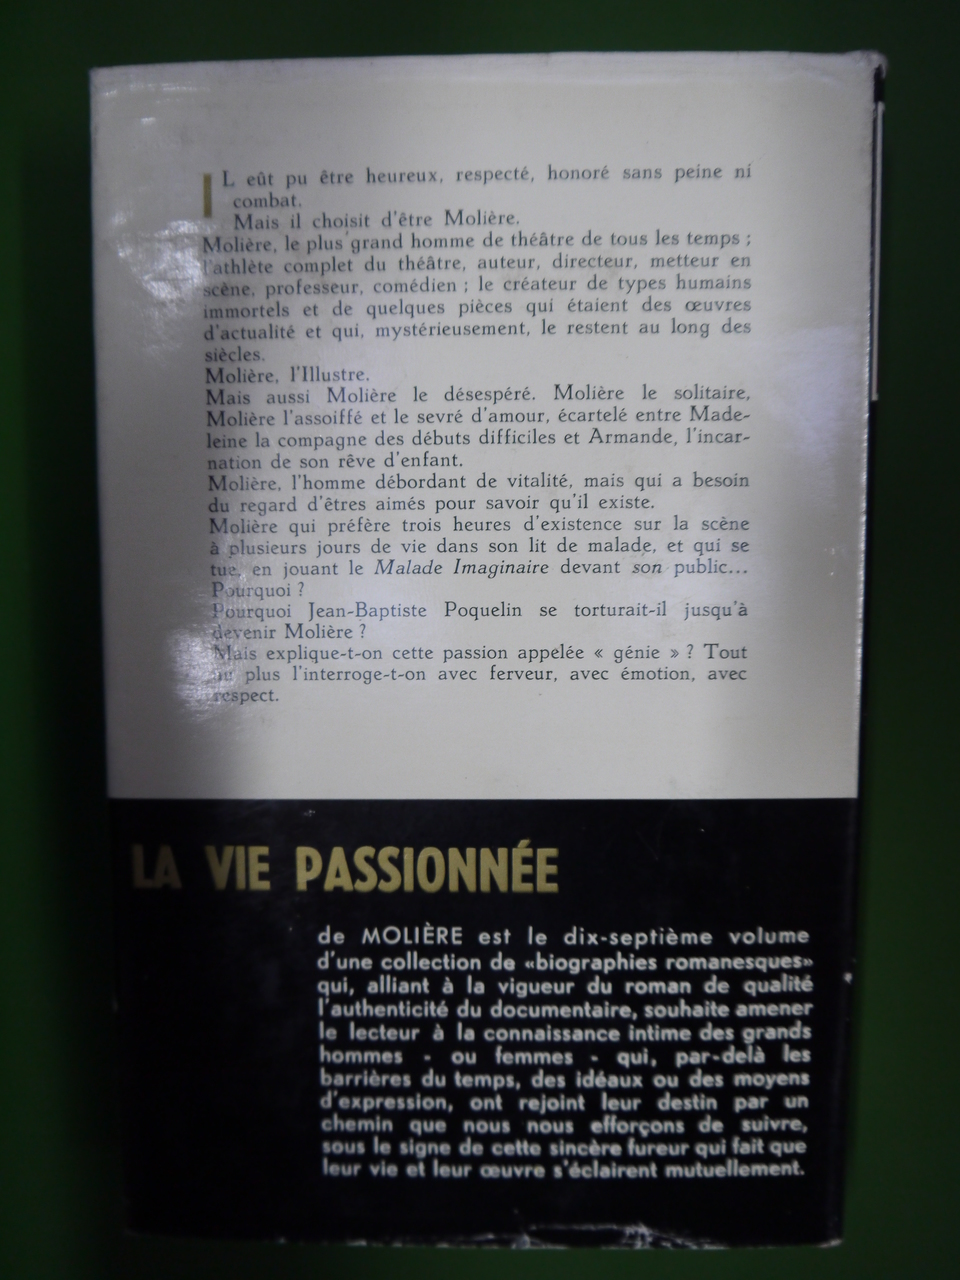 IL eût pu être heureux, respecté, honoré sans peine ni
combat.
Mais il choisit d'être Molière.
Molière, le plus grand homme de théâtre de tous les temps ;
l'athlète complet du théâtre, auteur, directeur, metteur en
scène, professeur, comédien ; le créateur de types humains
immortels et de quelques pièces qui étaient des œuvres
d'actualité et qui, mystérieusement, le restent au long des
siècles.
Molière, l'Illustre.
Mais aussi Molière le désespéré. Molière le solitaire,
Molière l'assoiffé et le sevré d'amour, écartelé entre Made-
leine la compagne des débuts difficiles et Armande, l'incar-
nation de son rêve d'enfant.
Molière, l'homme débordant de vitalité, mais qui a besoin
du regard d'êtres aimés pour savoir qu'il existe.
Molière qui préfère trois heures d'existence sur la scène
à plusieurs jours de vie dans son lit de malade, et qui se
tue, en jouant le Malade Imaginaire devant son public...
Pourquoi ?
Pourquoi Jean-Baptiste Poquelin se torturait-il jusqu'à
devenir Molière ?
Mais explique-t-on cette passion appelée « génie » ? Tout
au plus l'interroge-t-on avec ferveur, avec émotion, avec
respect.
LA VIE PASSIONNÉE
de MOLIÈRE est le dix-septième volume
d'une collection de «biographies romanesques»
qui, alliant à la vigueur du roman de qualité
l'authenticité du documentaire, souhaite amener
le lecteur à la connaissance intime des grands
hommes - ou femmes - qui, par-delà les
barrières du temps, des idéaux ou des moyens
d'expression, ont rejoint leur destin par un
chemin que nous nous efforçons de suivre,
sous le signe de cette sincère fureur qui fait que
leur vie et leur œuvre s'éclairent mutuellement.